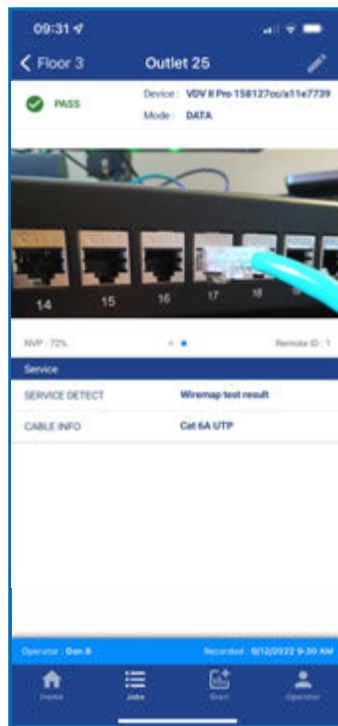 09:31
Floor 3
Outlet 25
PASS
Device : VDV II Pro 158127cc/a11e7739
Mode : DATA
14 15 16 17 18
NVP : 72%
Remote ID : 1
Service
SERVICE DETECT Wiremap test result
CABLE INFO Cat 6A UTP
Operator : Don B
Recorded : 9/12/2022 9:30 AM
Home Jobs Start Operator